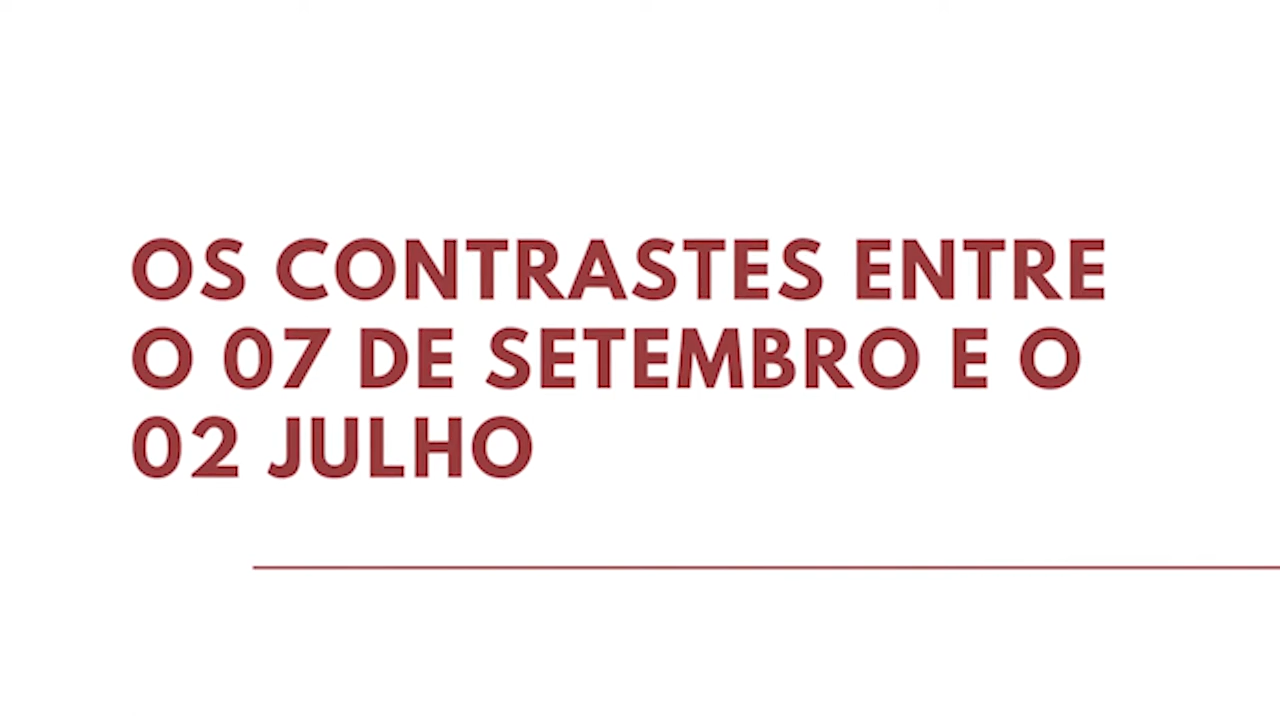 OS CONTRASTES ENTRE
O 07 DE SETEMBRO E O
02 JULHO